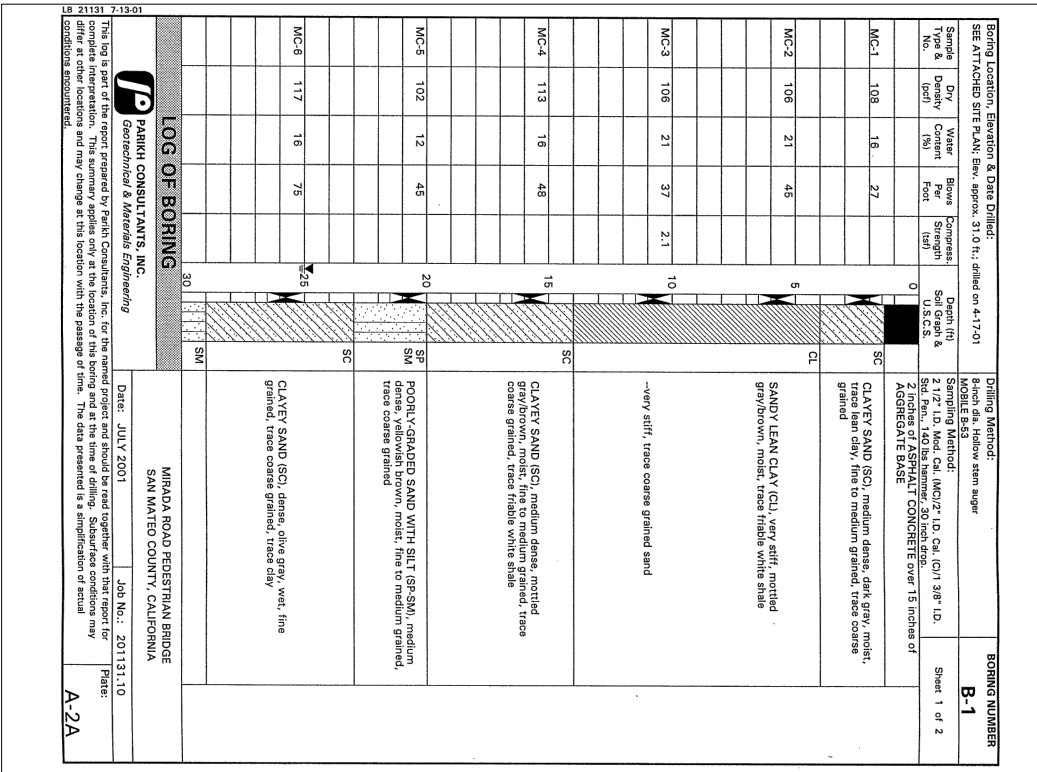 LB 21131 7-13-01
Boring Location, Elevation & Date Drilled:
SEE ATTACHED SITE PLAN; Elev. approx. 31.0 ft.; drilled on 4-17-01
Drilling Method:
8-inch dia. Hollow stem auger
MOBILE B-53
BORING NUMBER
B-1
Sheet 1 of 2
Sample Type & No.
Dry Density (pcf)
Water Content (%)
Blows Per Foot
Compress. Strength (tsf)
Depth (ft) Soil Graph & U.S.C.S.
Sampling Method:
2 1/2" I.D. Mod. Cal. (MC)/2" I.D. Cal. (C)/1 3/8" I.D.
Std. Pen., 140 lbs hammer, 30 inch drop.
0
2 inches of ASPHALT CONCRETE over 15 inches of
AGGREGATE BASE
MC-1 108 16 27
SC
CLAYEY SAND (SC), medium dense, dark gray, moist,
trace lean clay, fine to medium grained, trace coarse
grained
CL
SANDY LEAN CLAY (CL), very stiff, mottled
gray/brown, moist, trace friable white shale
MC-2 106 21 45
5
10
MC-3 106 21 37 2.1
--very stiff, trace coarse grained sand
SC
CLAYEY SAND (SC), medium dense, mottled
gray/brown, moist, fine to medium grained, trace
coarse grained, trace friable white shale
15
MC-4 113 16 48
20
SP
SM
POORLY-GRADED SAND WITH SILT (SP-SM), medium
dense, yellowish brown, moist, fine to medium grained,
trace coarse grained
MC-5 102 12 45
SC
CLAYEY SAND (SC), dense, olive gray, wet, fine
grained, trace coarse grained, trace clay
25
MC-6 117 16 75
SM
30
LOG OF BORING
PARIKH CONSULTANTS, INC.
Geotechnical & Materials Engineering
MIRADA ROAD PEDESTRIAN BRIDGE
SAN MATEO COUNTY, CALIFORNIA
Date: JULY 2001
Job No.: 201131.10
Plate:
A-2A
This log is part of the report prepared by Parikh Consultants, Inc. for the named project and should be read together with that report for
complete interpretation. This summary applies only at the location of this boring and at the time of drilling. Subsurface conditions may
differ at other locations and may change at this location with the passage of time. The data presented is a simplification of actual
conditions encountered.